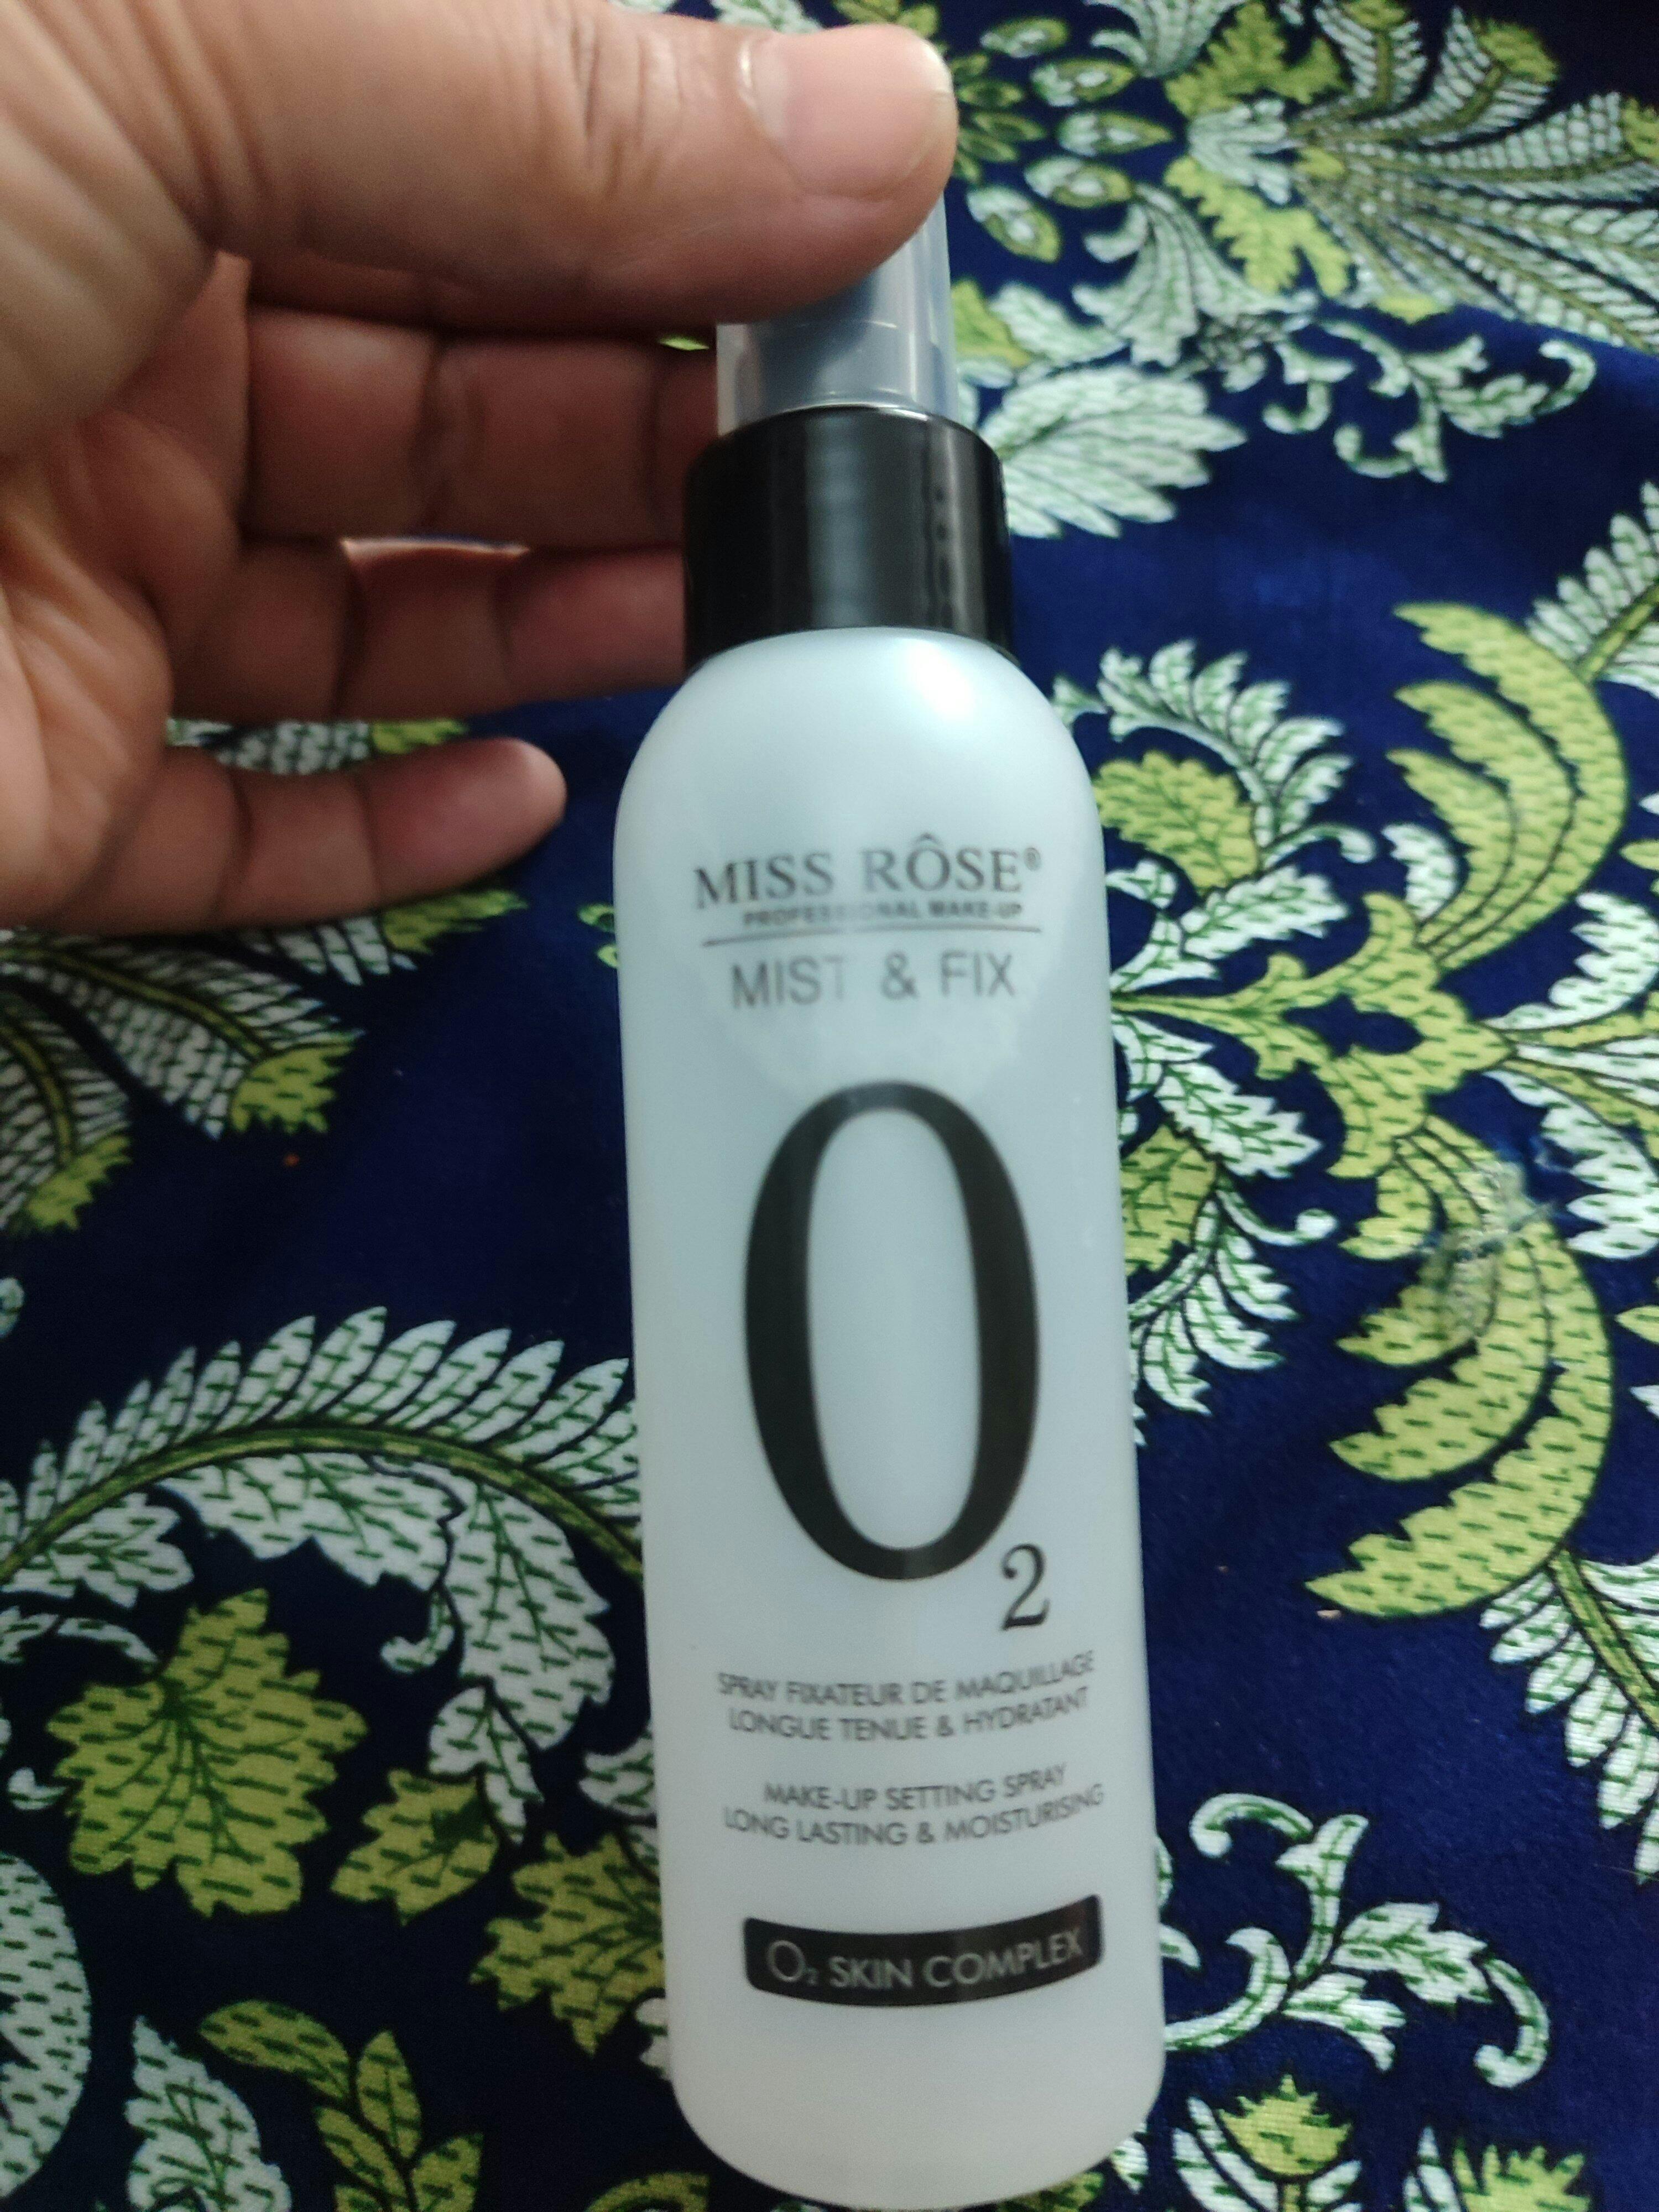 MISS RÔSE®
PROFESSIONAL MAKE-UP
MIST & FIX
O₂
SPRAY FIXATEUR DE MAQUILLAGE
LONGUE TENUE & HYDRATANT
MAKE-UP SETTING SPRAY
LONG LASTING & MOISTURISING
O₂ SKIN COMPLEX